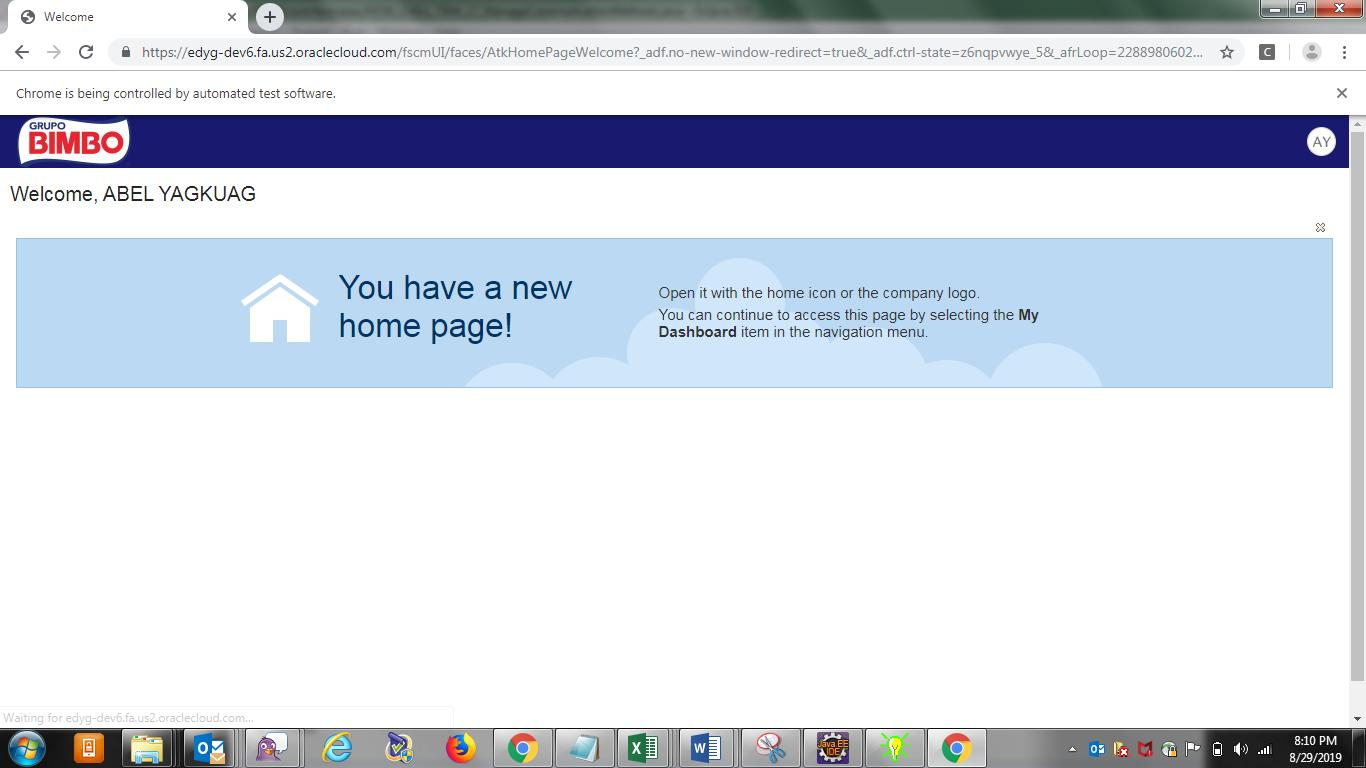 Welcome
https://edyg-dev6.fa.us2.oraclecloud.com/fscmUI/faces/AtkHomePageWelcome?_adf.no-new-window-redirect=true&_adf.ctrl-state=z6nqpvwye_5&_afrLoop=2288980602...
C
Chrome is being controlled by automated test software.
GRUPO
BIMBO
AY
Welcome, ABEL YAGKUAG
You have a new
home page!
Open it with the home icon or the company logo.
You can continue to access this page by selecting the My
Dashboard item in the navigation menu.
Waiting for edyg-dev6.fa.us2.oraclecloud.com...
Java EE
IDE
8:10 PM
8/29/2019